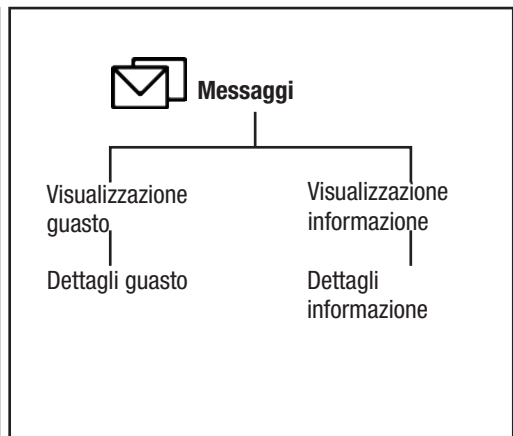 Messaggi
Visualizzazione
guasto
Dettagli guasto
Visualizzazione
informazione
Dettagli
informazione